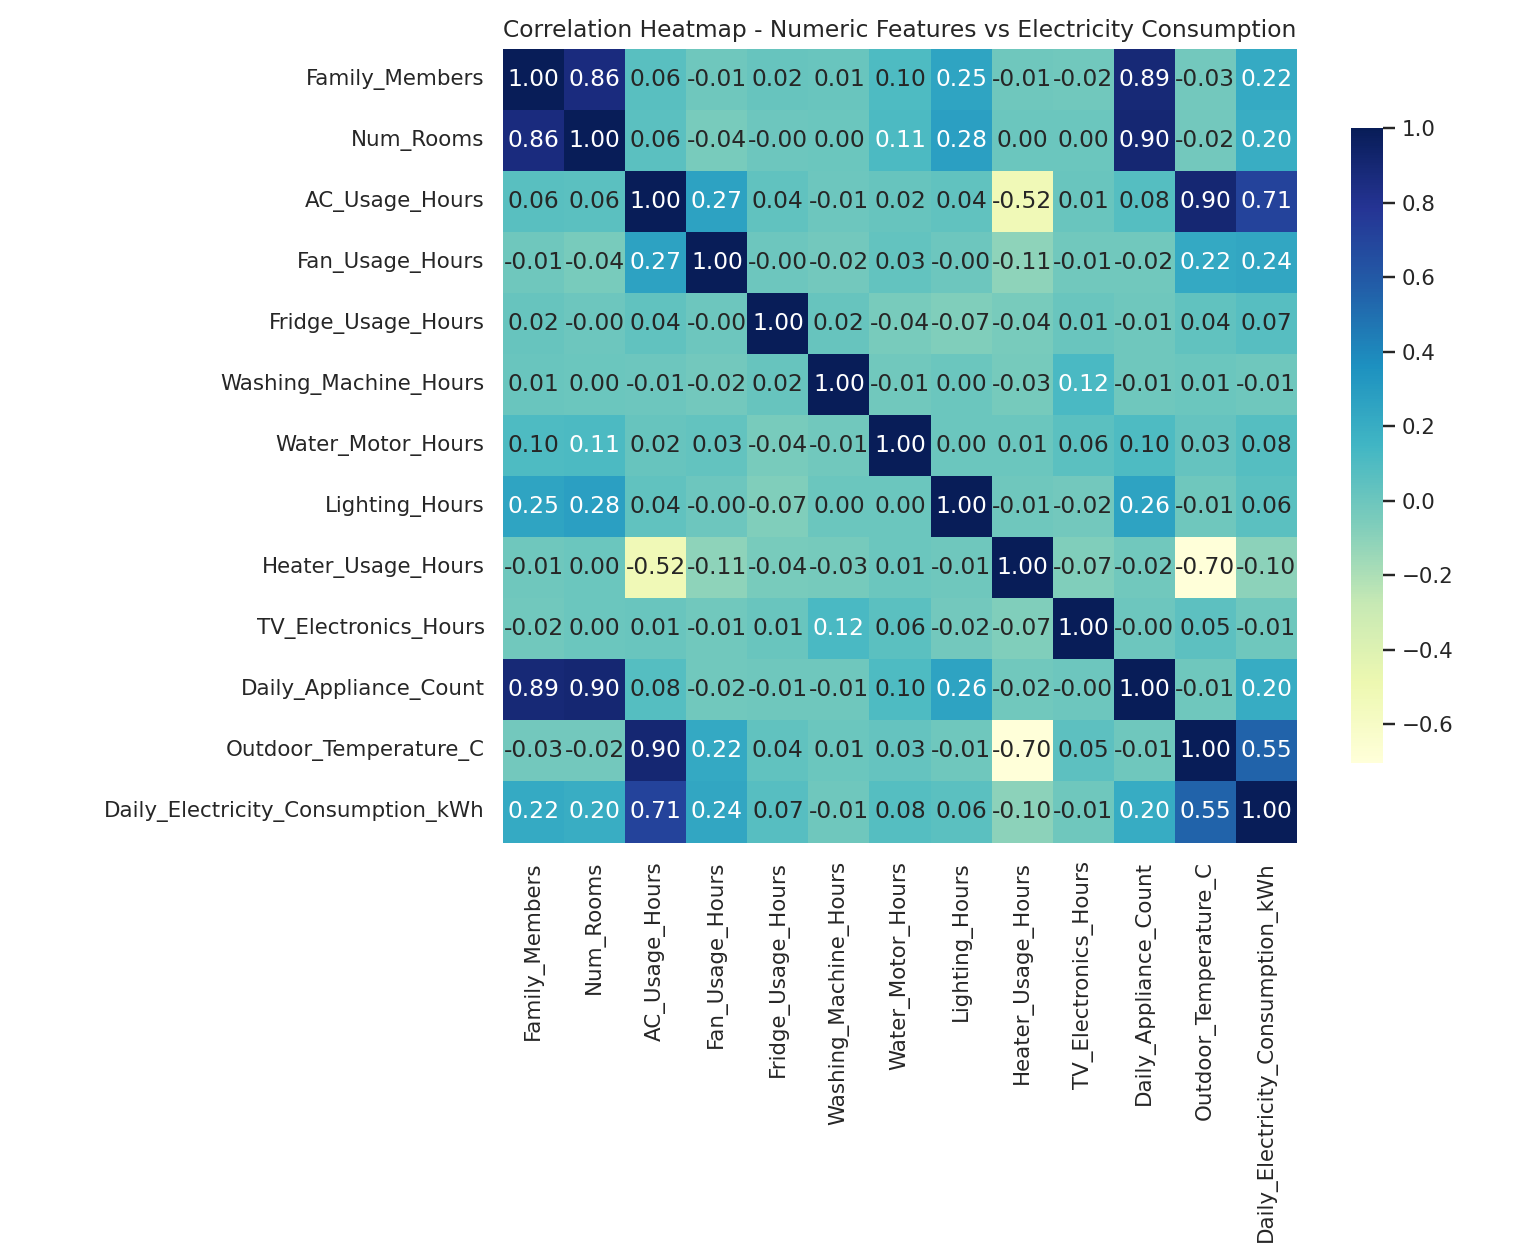 Correlation Heatmap - Numeric Features vs Electricity Consumption
Family_Members 1.00 0.86 0.06 -0.01 0.02 0.01 0.10 0.25 -0.01 -0.02 0.89 -0.03 0.22
Num_Rooms 0.86 1.00 0.06 -0.04 -0.00 0.00 0.11 0.28 0.00 0.00 0.90 -0.02 0.20
AC_Usage_Hours 0.06 0.06 1.00 0.27 0.04 -0.01 0.02 0.04 -0.52 0.01 0.08 0.90 0.71
Fan_Usage_Hours -0.01 -0.04 0.27 1.00 -0.00 -0.02 0.03 -0.00 -0.11 -0.01 -0.02 0.22 0.24
Fridge_Usage_Hours 0.02 -0.00 0.04 -0.00 1.00 0.02 -0.04 -0.07 -0.04 0.01 -0.01 0.04 0.07
Washing_Machine_Hours 0.01 0.00 -0.01 -0.02 0.02 1.00 -0.01 0.00 -0.03 0.12 -0.01 0.01 -0.01
Water_Motor_Hours 0.10 0.11 0.02 0.03 -0.04 -0.01 1.00 0.00 0.01 0.06 0.10 0.03 0.08
Lighting_Hours 0.25 0.28 0.04 -0.00 -0.07 0.00 0.00 1.00 -0.01 -0.02 0.26 -0.01 0.06
Heater_Usage_Hours -0.01 0.00 -0.52 -0.11 -0.04 -0.03 0.01 -0.01 1.00 -0.07 -0.02 -0.70 -0.10
TV_Electronics_Hours -0.02 0.00 0.01 -0.01 0.01 0.12 0.06 -0.02 -0.07 1.00 -0.00 0.05 -0.01
Daily_Appliance_Count 0.89 0.90 0.08 -0.02 -0.01 -0.01 0.10 0.26 -0.02 -0.00 1.00 -0.01 0.20
Outdoor_Temperature_C -0.03 -0.02 0.90 0.22 0.04 0.01 0.03 -0.01 -0.70 0.05 -0.01 1.00 0.55
Daily_Electricity_Consumption_kWh 0.22 0.20 0.71 0.24 0.07 -0.01 0.08 0.06 -0.10 -0.01 0.20 0.55 1.00
Family_Members
Num_Rooms
AC_Usage_Hours
Fan_Usage_Hours
Fridge_Usage_Hours
Washing_Machine_Hours
Water_Motor_Hours
Lighting_Hours
Heater_Usage_Hours
TV_Electronics_Hours
Daily_Appliance_Count
Outdoor_Temperature_C
Daily_Electricity_Consumption_kWh
1.0
0.8
0.6
0.4
0.2
0.0
−0.2
−0.4
−0.6